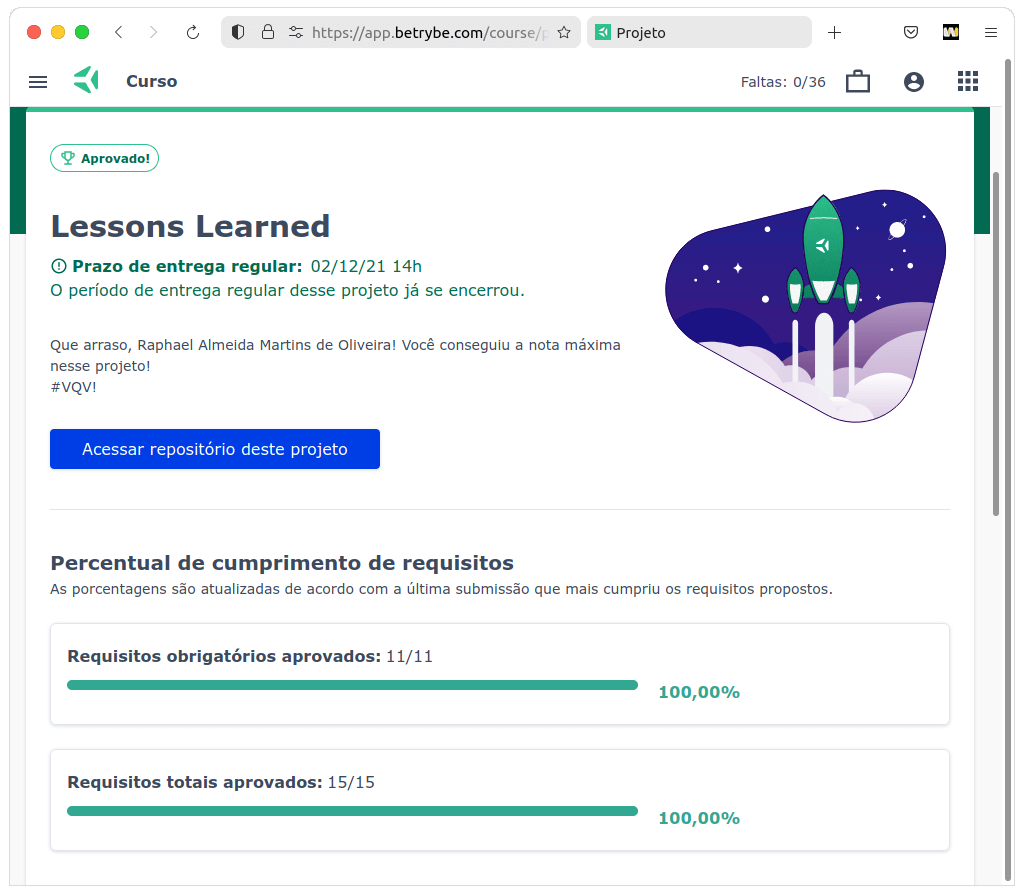 https://app.betrybe.com/course/p
Projeto
Curso
Faltas: 0/36
Aprovado!
Lessons Learned
Prazo de entrega regular: 02/12/21 14h
O período de entrega regular desse projeto já se encerrou.
Que arraso, Raphael Almeida Martins de Oliveira! Você conseguiu a nota máxima
nesse projeto!
#VQV!
Acessar repositório deste projeto
Percentual de cumprimento de requisitos
As porcentagens são atualizadas de acordo com a última submissão que mais cumpriu os requisitos propostos.
Requisitos obrigatórios aprovados: 11/11
100,00%
Requisitos totais aprovados: 15/15
100,00%